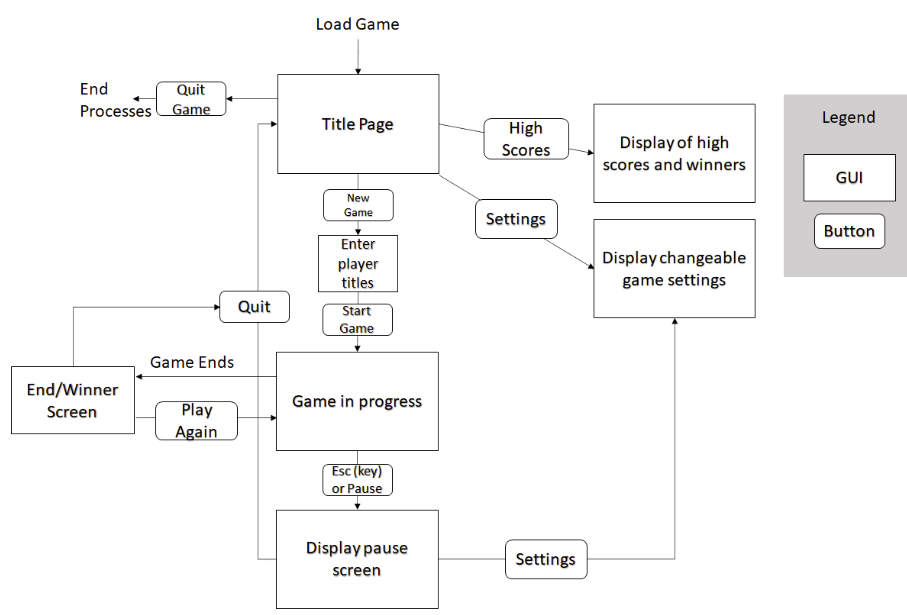 Load Game
End
Processes
Quit
Game
Title Page
High
Scores
Display of high
scores and winners
Legend
GUI
Button
New
Game
Settings
Enter
player
titles
Display changeable
game settings
Quit
Start
Game
Game Ends
End/Winner
Screen
Play
Again
Game in progress
Esc (key)
or Pause
Display pause
screen
Settings